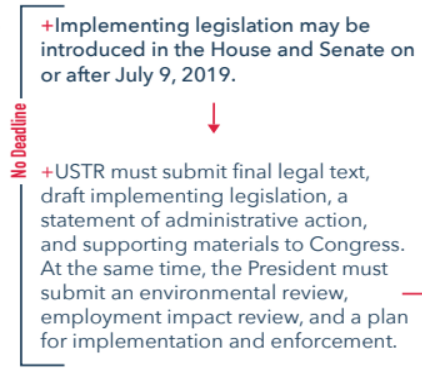 +Implementing legislation may be
introduced in the House and Senate on
or after July 9, 2019.
No Deadline
+USTR must submit final legal text,
draft implementing legislation, a
statement of administrative action,
and supporting materials to Congress.
At the same time, the President must
submit an environmental review,
employment impact review, and a plan
for implementation and enforcement.